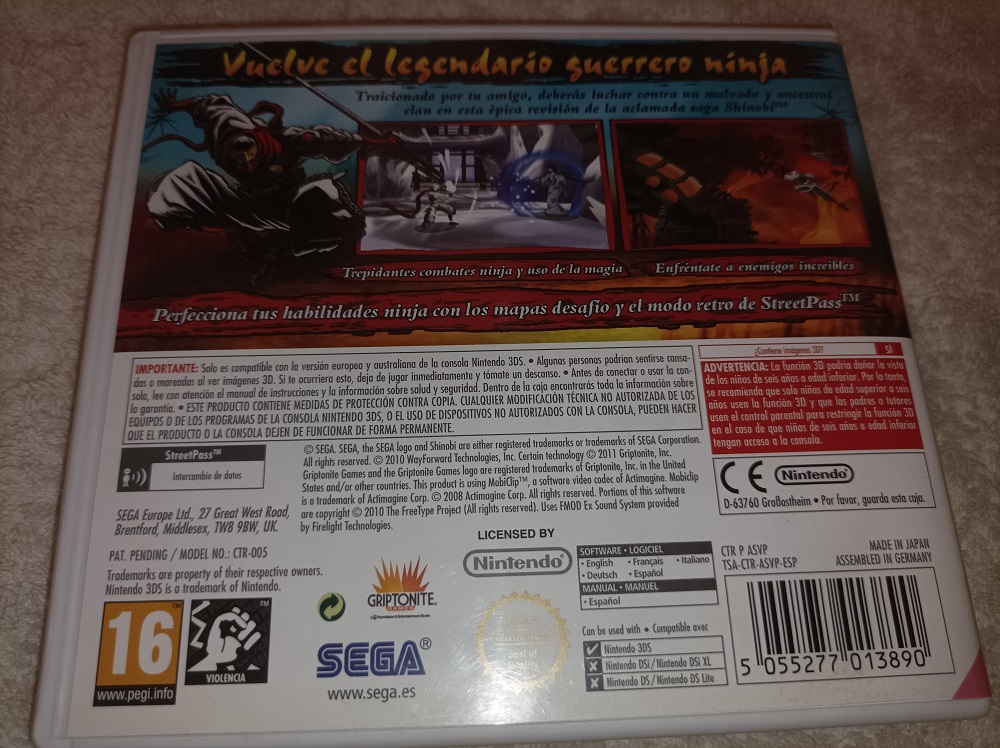 Vuelve el legendario guerrero ninja
Traicionado por tu amigo, deberás luchar contra un malvado y ancestral
clan en esta épica revisión de la aclamada saga Shinobi™
Trepidantes combates ninja y uso de la magia
Enfréntate a enemigos increíbles
Perfecciona tus habilidades ninja con los mapas desafío y el modo retro de StreetPass™
IMPORTANTE: Solo es compatible con la versión europea y australiana de la consola Nintendo 3DS. • Algunas personas podrían sentirse cansa-
das o mareadas al ver imágenes 3D. Si te ocurriera esto, deja de jugar inmediatamente y tómate un descanso. • Antes de conectar o usar la con-
sola, lee con atención el manual de instrucciones y la información sobre salud y seguridad. Dentro de la caja encontrarás toda la información sobre
la garantía. • ESTE PRODUCTO CONTIENE MEDIDAS DE PROTECCIÓN CONTRA COPIA. CUALQUIER MODIFICACIÓN TÉCNICA NO AUTORIZADA DE LOS
EQUIPOS O DE LOS PROGRAMAS DE LA CONSOLA NINTENDO 3DS, O EL USO DE DISPOSITIVOS NO AUTORIZADOS CON LA CONSOLA, PUEDEN HACER
QUE EL PRODUCTO O LA CONSOLA DEJEN DE FUNCIONAR DE FORMA PERMANENTE.
¿Contiene imágenes 3D? SÍ
ADVERTENCIA: La función 3D podría dañar la vista
de los niños de seis años o edad inferior. Por lo tanto,
se recomienda que solo niños de edad superior a seis
años usen la función 3D y que los padres o tutores
usen el control parental para restringir la función 3D
en el caso de que niños de seis años o edad inferior
tengan acceso a la consola.
StreetPass™
Intercambio de datos
© SEGA. SEGA, the SEGA logo and Shinobi are either registered trademarks or trademarks of SEGA Corporation.
All rights reserved. © 2010 WayForward Technologies, Inc. Certain technology © 2011 Griptonite, Inc.
Griptonite Games and the Griptonite Games logo are registered trademarks of Griptonite, Inc. in the United
States and/or other countries. This product is using MobiClip™, a software video codec of Actimagine. Mobiclip
is a trademark of Actimagine Corp. © 2008 Actimagine Corp. All rights reserved. Portions of this software
are copyright © 2010 The FreeType Project (All rights reserved). Uses FMOD Ex Sound System provided
by Firelight Technologies.
CE Nintendo
D-63760 Großostheim • Por favor, guarda esta caja.
SEGA Europe Ltd., 27 Great West Road,
Brentford, Middlesex, TW8 9BW, UK.
PAT. PENDING / MODEL NO.: CTR-005
Trademarks are property of their respective owners.
Nintendo 3DS is a trademark of Nintendo.
LICENSED BY
Nintendo
SOFTWARE • LOGICIEL
• English • Français • Italiano
• Deutsch • Español
MANUAL • MANUEL
• Español
CTR P ASVP
TSA-CTR-ASVP-ESP
MADE IN JAPAN
ASSEMBLED IN GERMANY
16
www.pegi.info
™
VIOLENCIA
GRIPTONITE
GAMES
SEGA®
www.sega.es
Seal of
Quality
Can be used with • Compatible avec
Nintendo 3DS
Nintendo DSi/Nintendo DSi XL
Nintendo DS/Nintendo DS Lite
5 055277 013890